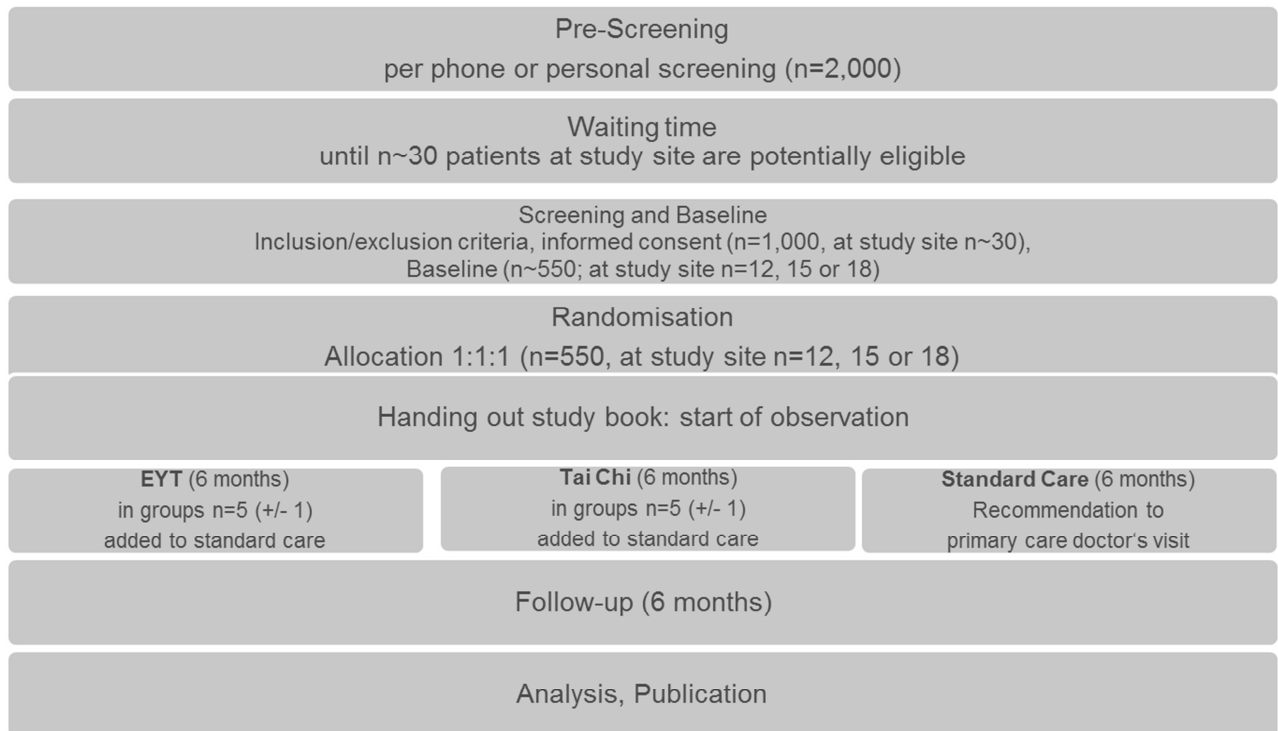 Pre-Screening
per phone or personal screening (n=2,000)
Waiting time
until n~30 patients at study site are potentially eligible
Screening and Baseline
Inclusion/exclusion criteria, informed consent (n=1,000, at study site n~30),
Baseline (n~550; at study site n=12, 15 or 18)
Randomisation
Allocation 1:1:1 (n=550, at study site n=12, 15 or 18)
Handing out study book: start of observation
EYT (6 months)
in groups n=5 (+/- 1)
added to standard care
Tai Chi (6 months)
in groups n=5 (+/- 1)
added to standard care
Standard Care (6 months)
Recommendation to
primary care doctor's visit
Follow-up (6 months)
Analysis, Publication